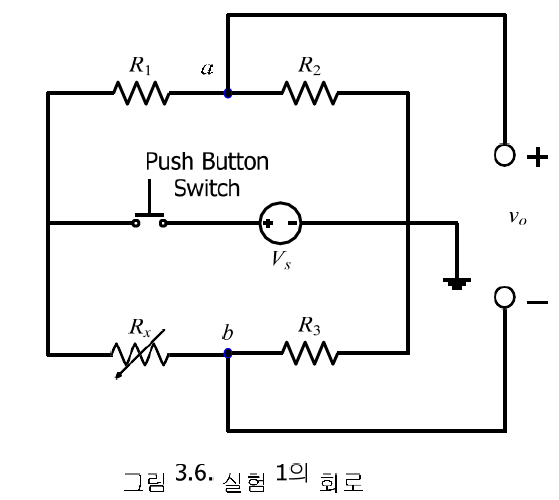 R1
a
R2
+
Push Button
Switch
vo
+ -
Vs
−
Rx
b
R3
그림 3.6. 실험 1의 회로